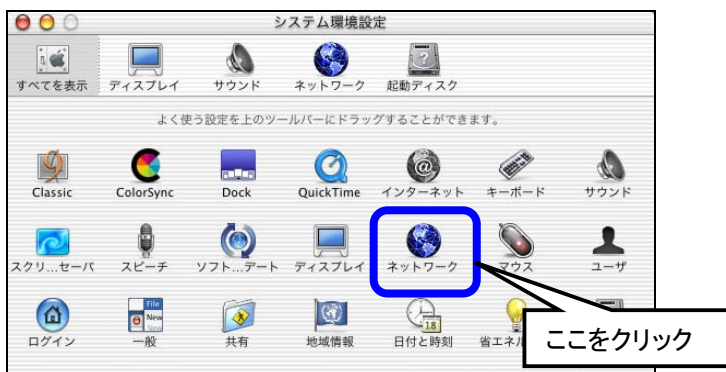 システム環境設定
すべてを表示 ディスプレイ サウンド ネットワーク 起動ディスク
よく使う設定を上のツールバーにドラッグすることができます。
Classic ColorSync Dock QuickTime インターネット キーボード サウンド
スクリ...セーバ スピーチ ソフト...デート ディスプレイ ネットワーク マウス ユーザ
File
New
18
ログイン 一般 共有 地域情報 日付と時刻 省エネル
ここをクリック